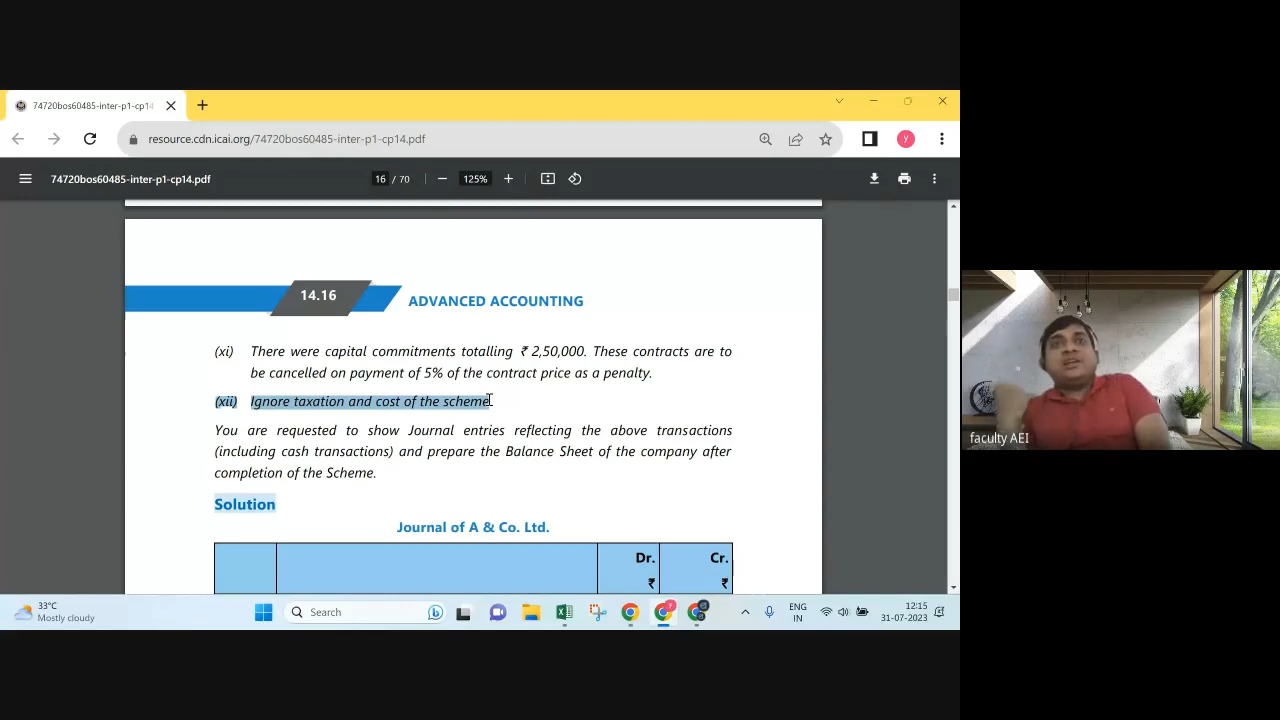 74720bos60485-inter-p1-cp14
resource.cdn.icai.org/74720bos60485-inter-p1-cp14.pdf
y
74720bos60485-inter-p1-cp14.pdf
16 / 70
125%
14.16
ADVANCED ACCOUNTING
(xi) There were capital commitments totalling ₹ 2,50,000. These contracts are to
be cancelled on payment of 5% of the contract price as a penalty.
(xii) Ignore taxation and cost of the scheme.
You are requested to show Journal entries reflecting the above transactions
(including cash transactions) and prepare the Balance Sheet of the company after
completion of the Scheme.
Solution
Journal of A & Co. Ltd.
Dr. Cr.
₹ ₹
faculty AEI
33°C
Mostly cloudy
Search
ENG
IN
12:15
31-07-2023